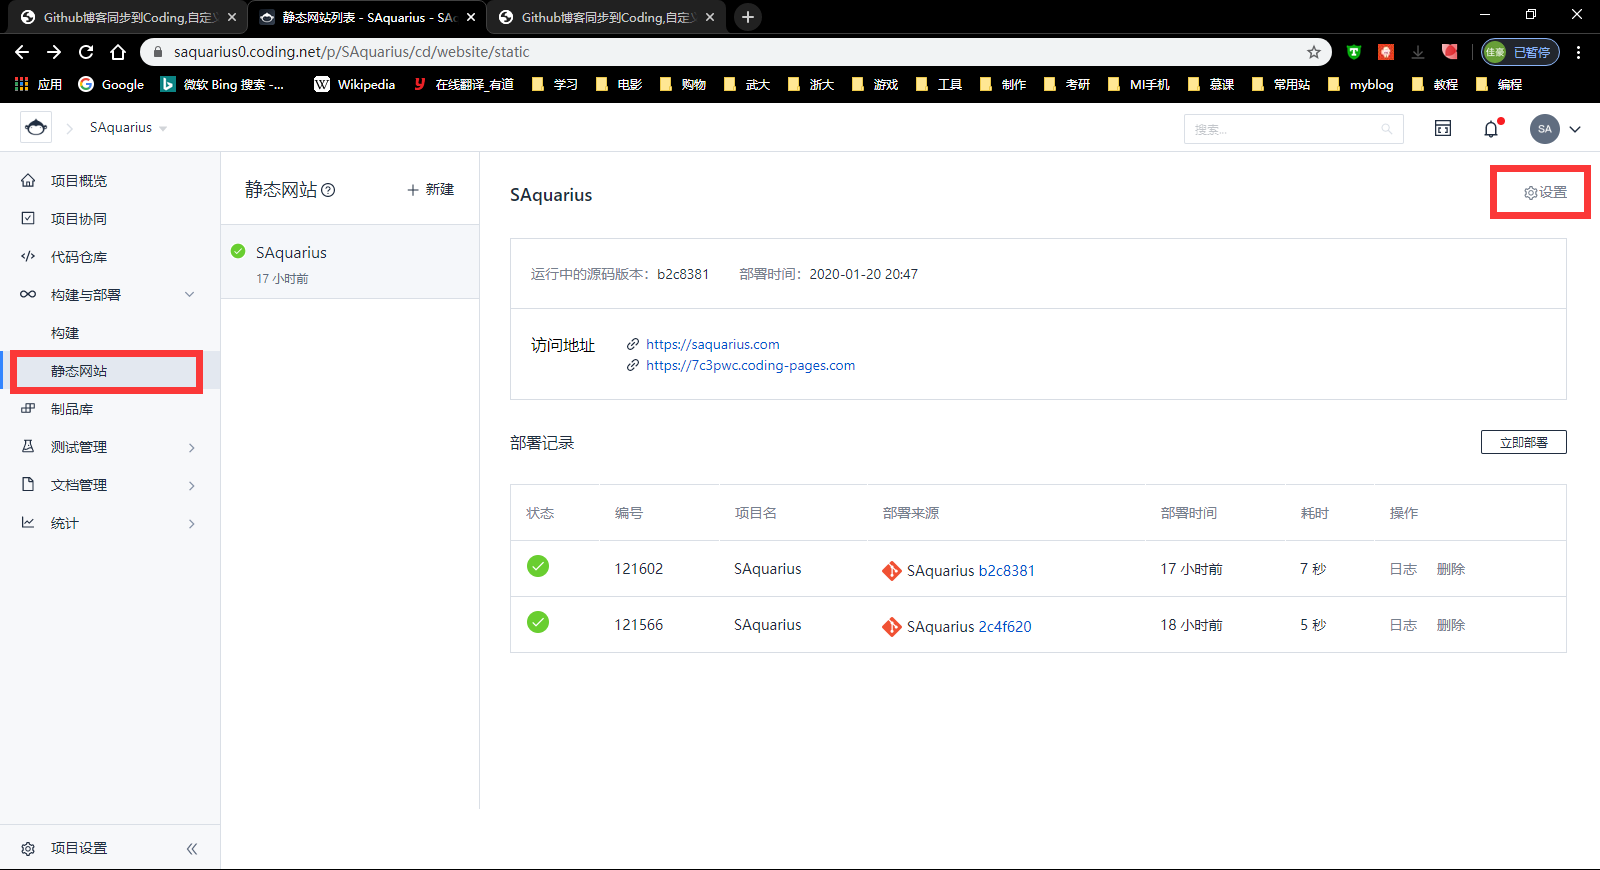 Github博客同步到Coding,自定义
静态网站列表 - SAquarius - SAq
Github博客同步到Coding,自定义
saquarius0.coding.net/p/SAquarius/cd/website/static
佳豪 已暂停
应用 Google 微软 Bing 搜索 -... Wikipedia 在线翻译_有道 学习 电影 购物 武大 浙大 游戏 工具 制作 考研 MI手机 慕课 常用站 myblog 教程 编程
SAquarius
搜索...
SA
项目概览
项目协同
代码仓库
构建与部署
构建
静态网站
制品库
测试管理
文档管理
统计
项目设置
静态网站
新建
SAquarius
17 小时前
SAquarius
设置
运行中的源码版本：b2c8381 部署时间：2020-01-20 20:47
访问地址
https://saquarius.com
https://7c3pwc.coding-pages.com
部署记录
立即部署
状态 编号 项目名 部署来源 部署时间 耗时 操作
121602 SAquarius SAquarius b2c8381 17 小时前 7 秒 日志 删除
121566 SAquarius SAquarius 2c4f620 18 小时前 5 秒 日志 删除